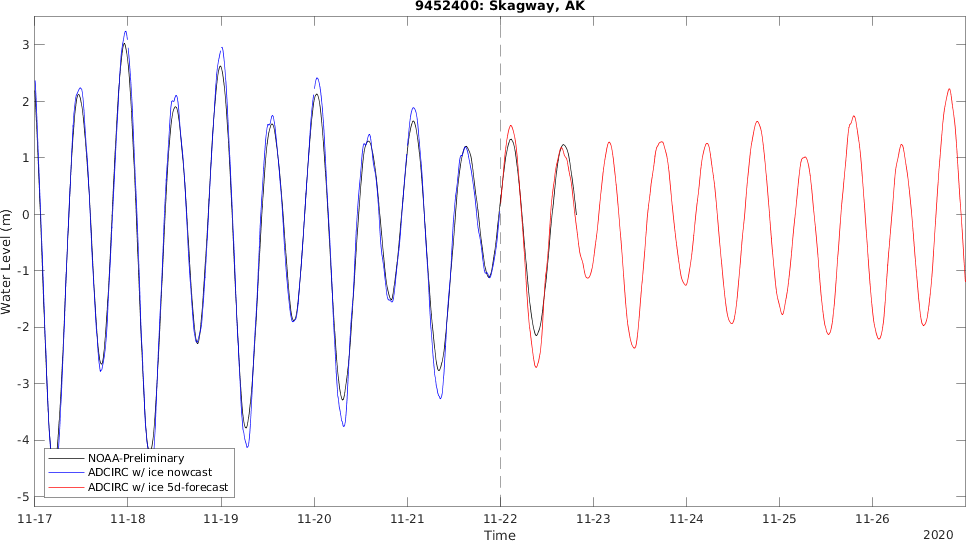 9452400: Skagway, AK
Water Level (m)
3
2
1
0
-1
-2
-3
-4
-5
NOAA-Preliminary
ADCIRC w/ ice nowcast
ADCIRC w/ ice 5d-forecast
11-17 11-18 11-19 11-20 11-21 11-22 11-23 11-24 11-25 11-26
Time
2020